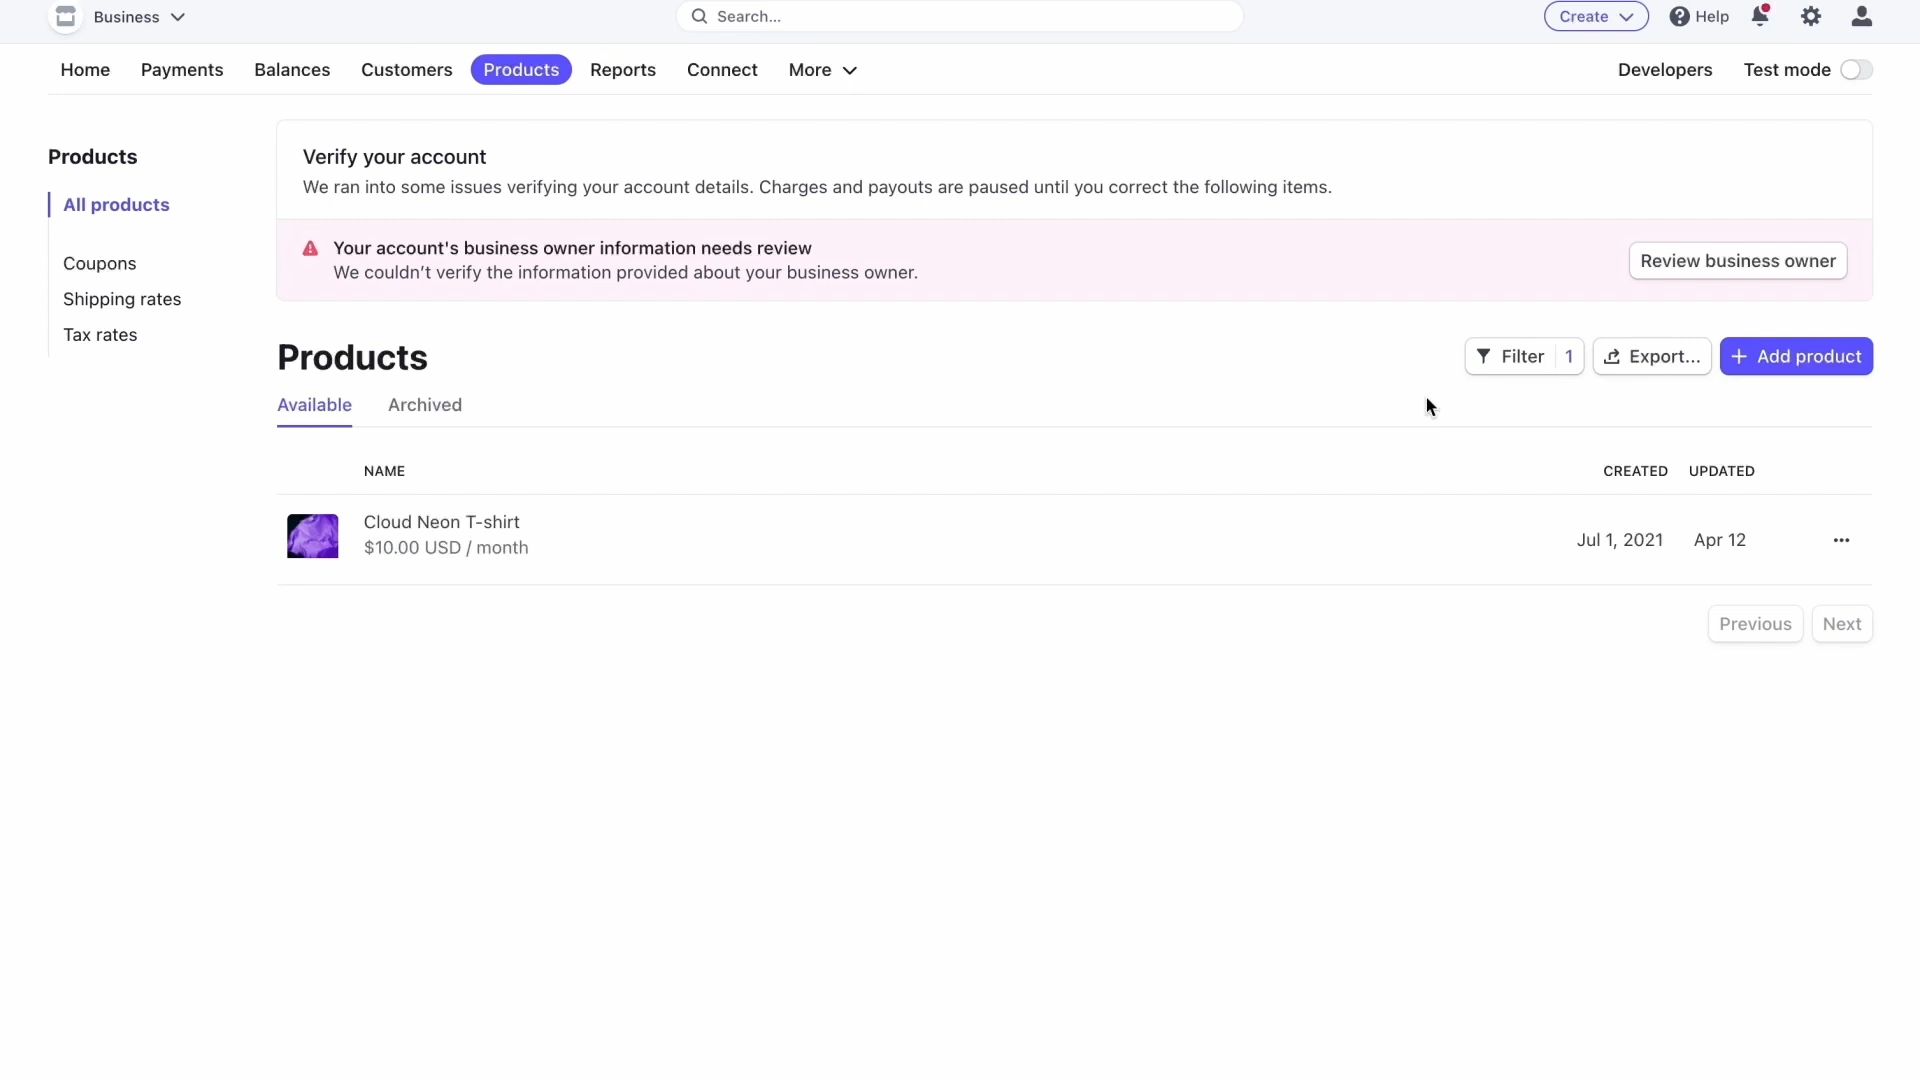 Business
Search...
Create
Help
Home
Payments
Balances
Customers
Products
Reports
Connect
More
Developers
Test mode
Products
All products
Coupons
Shipping rates
Tax rates
Verify your account
We ran into some issues verifying your account details. Charges and payouts are paused until you correct the following items.
Your account's business owner information needs review
We couldn't verify the information provided about your business owner.
Review business owner
Products
Filter 1
Export...
Add product
Available
Archived
NAME
CREATED
UPDATED
Cloud Neon T-shirt
$10.00 USD / month
Jul 1, 2021
Apr 12
Previous
Next